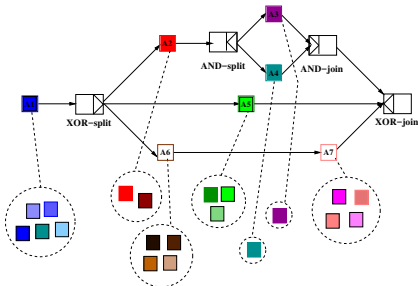 A3
A2
AND-split
AND-join
A4
A1
XOR-split
A5
XOR-join
A6
A7